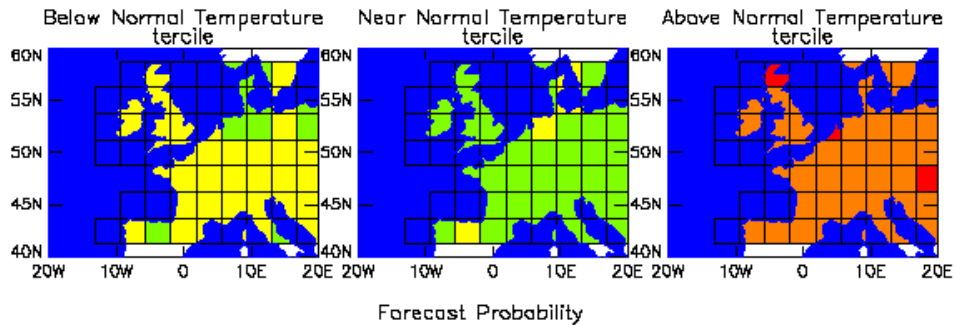 Below Normal Temperature
tercile
Near Normal Temperature
tercile
Above Normal Temperature
tercile
60N
55N
50N
45N
40N
20W 10W 0 10E 20E
60N
55N
50N
45N
40N
20W 10W 0 10E 20E
60N
55N
50N
45N
40N
20W 10W 0 10E 20E
Forecast Probability